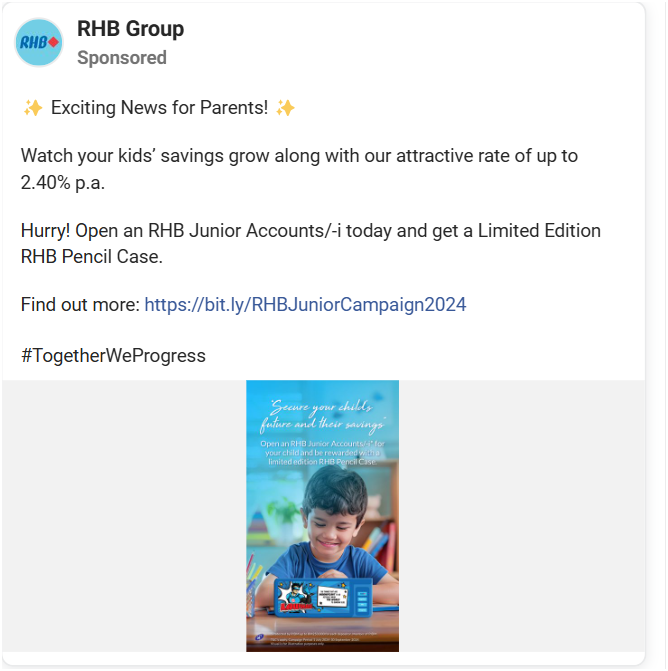 RHB
RHB Group
Sponsored
✨ Exciting News for Parents! ✨
Watch your kids’ savings grow along with our attractive rate of up to
2.40% p.a.
Hurry! Open an RHB Junior Accounts/-i today and get a Limited Edition
RHB Pencil Case.
Find out more: https://bit.ly/RHBJuniorCampaign2024
#TogetherWeProgress
"Secure your child's
future and their savings"
Open an RHB Junior Accounts/-i* for
your child and be rewarded with a
limited edition RHB Pencil Case.